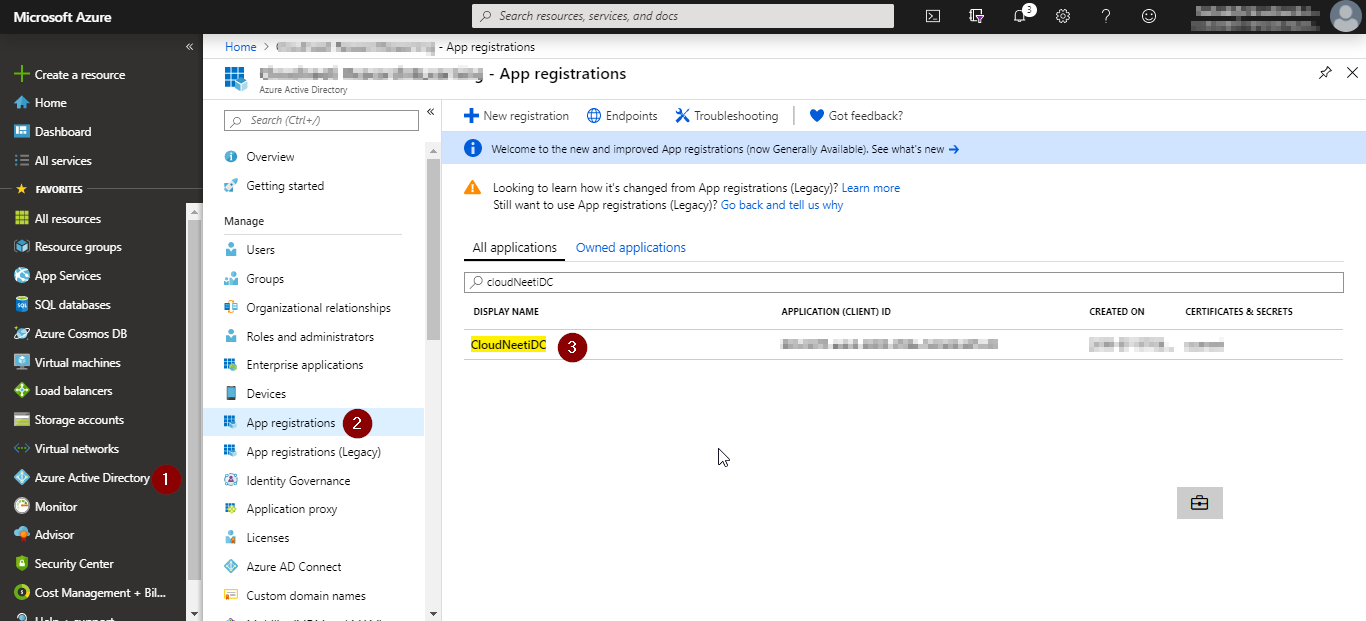 Microsoft Azure
Search resources, services, and docs
3
?
«
Create a resource
Home
Dashboard
All services
FAVORITES
All resources
Resource groups
App Services
SQL databases
Azure Cosmos DB
Virtual machines
Load balancers
Storage accounts
Virtual networks
Azure Active Directory 1
Monitor
Advisor
Security Center
Cost Management + Bil...
Help + support
Home > - App registrations
- App registrations
Azure Active Directory
Search (Ctrl+/)
«
Overview
Getting started
Manage
Users
Groups
Organizational relationships
Roles and administrators
Enterprise applications
Devices
App registrations 2
App registrations (Legacy)
Identity Governance
Application proxy
Licenses
Azure AD Connect
Custom domain names
New registration Endpoints Troubleshooting Got feedback?
Welcome to the new and improved App registrations (now Generally Available). See what's new →
Looking to learn how it's changed from App registrations (Legacy)? Learn more
Still want to use App registrations (Legacy)? Go back and tell us why
All applications Owned applications
cloudNeetiDC
DISPLAY NAME APPLICATION (CLIENT) ID CREATED ON CERTIFICATES & SECRETS
CloudNeetiDC 3